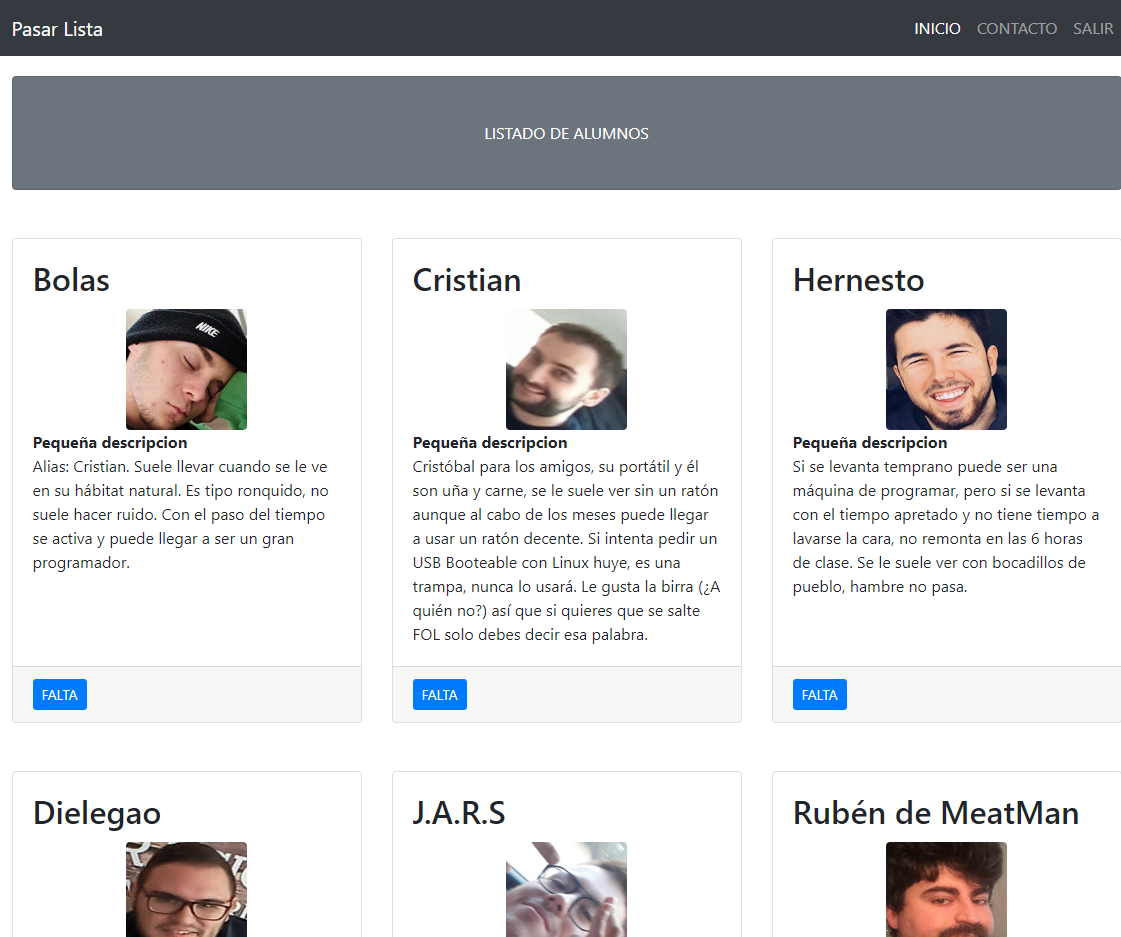 Pasar Lista
INICIO CONTACTO SALIR
LISTADO DE ALUMNOS
Bolas
NIKE
Pequeña descripcion
Alias: Cristian. Suele llevar cuando se le ve
en su hábitat natural. Es tipo ronquido, no
suele hacer ruido. Con el paso del tiempo
se activa y puede llegar a ser un gran
programador.
FALTA
Cristian
Pequeña descripcion
Cristóbal para los amigos, su portátil y él
son uña y carne, se le suele ver sin un ratón
aunque al cabo de los meses puede llegar
a usar un ratón decente. Si intenta pedir un
USB Booteable con Linux huye, es una
trampa, nunca lo usará. Le gusta la birra (¿A
quién no?) así que si quieres que se salte
FOL solo debes decir esa palabra.
FALTA
Hernesto
Pequeña descripcion
Si se levanta temprano puede ser una
máquina de programar, pero si se levanta
con el tiempo apretado y no tiene tiempo a
lavarse la cara, no remonta en las 6 horas
de clase. Se le suele ver con bocadillos de
pueblo, hambre no pasa.
FALTA
Dielegao
J.A.R.S
Rubén de MeatMan